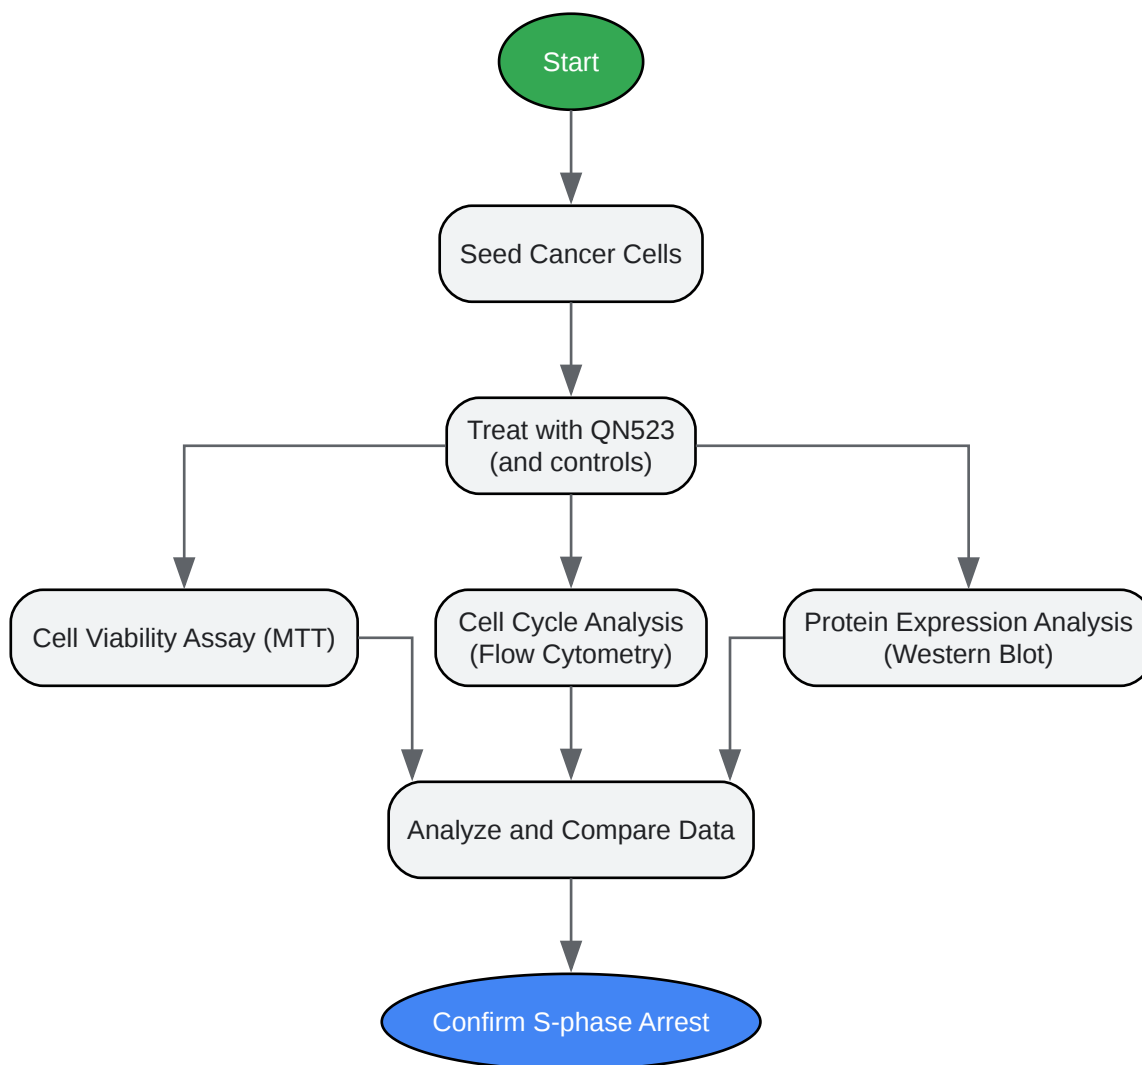 Start
Seed Cancer Cells
Treat with QN523
(and controls)
Cell Viability Assay (MTT)
Cell Cycle Analysis
(Flow Cytometry)
Protein Expression Analysis
(Western Blot)
Analyze and Compare Data
Confirm S-phase Arrest